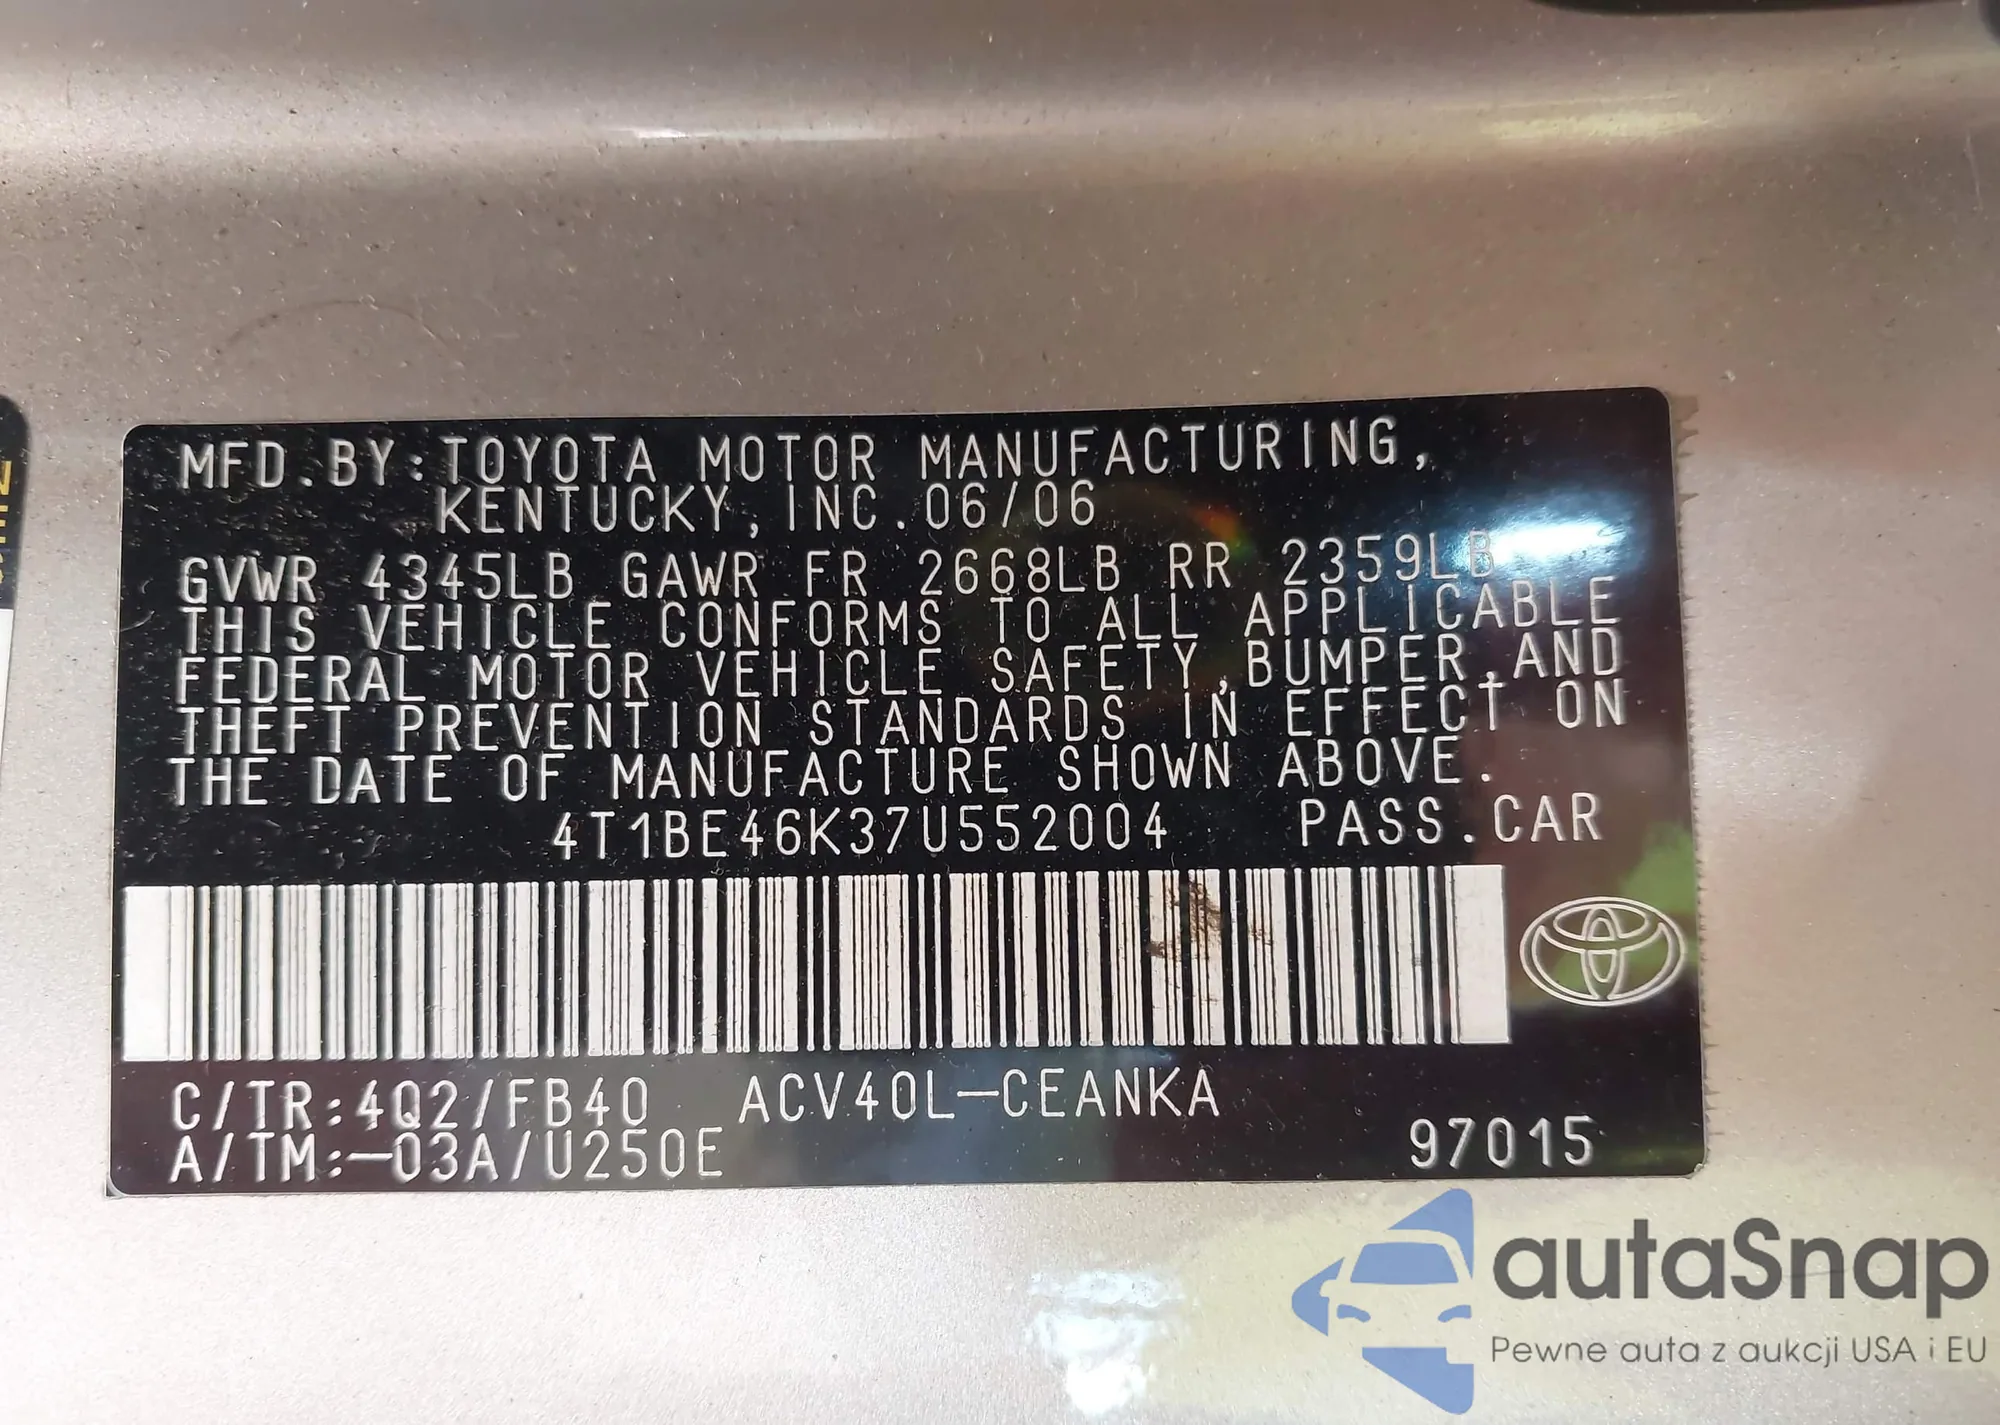 MFD.BY:TOYOTA MOTOR MANUFACTURING,
KENTUCKY, INC.06/06
GVWR 4345LB GAWR FR 2668LB RR 2359LB
THIS VEHICLE CONFORMS TO ALL APPLICABLE
FEDERAL MOTOR VEHICLE SAFETY,BUMPER,AND
THEFT PREVENTION STANDARDS IN EFFECT ON
THE DATE OF MANUFACTURE SHOWN ABOVE.
4T1BE46K37U552004 PASS.CAR
C/TR:4Q2/FB40 ACV40L-CEANKA
A/TM:-03A/U250E 97015
autaSnap
Pewne auta z aukcji USA i EU